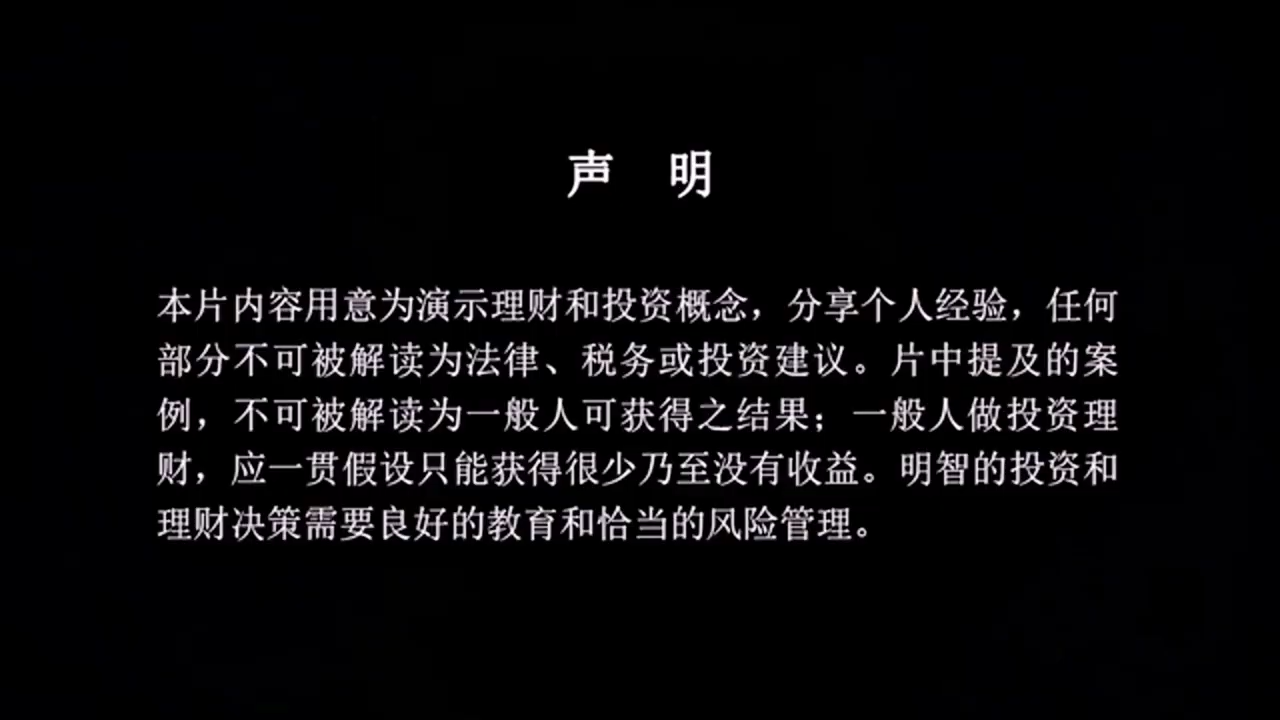 声 明
本片内容用意为演示理财和投资概念，分享个人经验，任何
部分不可被解读为法律、税务或投资建议。片中提及的案
例，不可被解读为一般人可获得之结果；一般人做投资理
财，应一贯假设只能获得很少乃至没有收益。明智的投资和
理财决策需要良好的教育和恰当的风险管理。